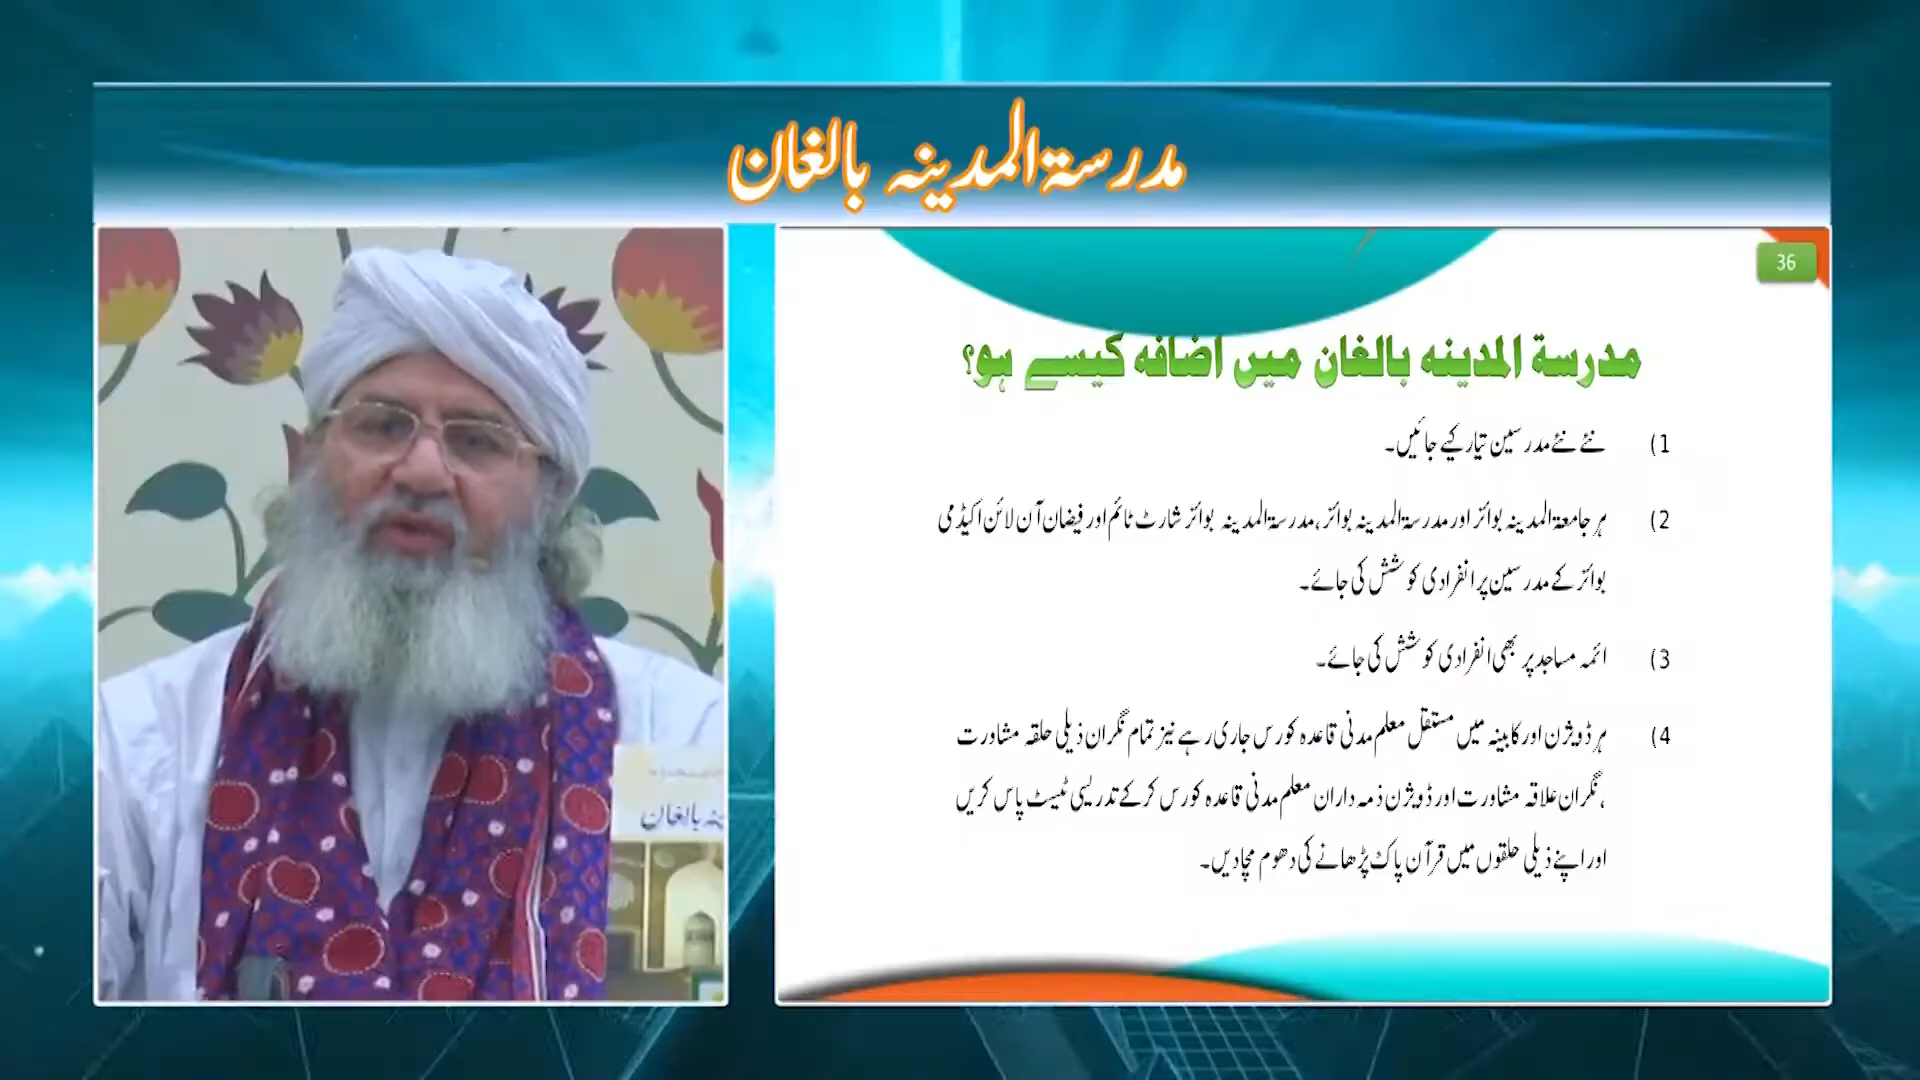 مدرسۃ المدینہ بالغان
36
مدرسۃ المدینہ بالغان میں اضافہ کیسے ہو؟
1) نئے نئے مدرسین تیار کیے جائیں۔
2) ہر جامعۃ المدینہ بوائز اور مدرسۃ المدینہ بوائز، مدرسۃ المدینہ بوائز شارٹ ٹائم اور فیضان آن لائن اکیڈمی
بوائز کے مدرسین پر انفرادی کوشش کی جائے۔
3) ائمہ مساجد پر بھی انفرادی کوشش کی جائے۔
4) ہر ڈویژن اور کابینہ میں مستقل معلم مدنی قاعدہ کورس جاری رہے نیز تمام نگران ذیلی حلقہ مشاورت
،نگران علاقہ مشاورت اور ڈویژن ذمہ داران معلم مدنی قاعدہ کورس کرکے تدریسی ٹیسٹ پاس کریں
اور اپنے ذیلی حلقوں میں قرآن پاک پڑھانے کی دھوم مچادیں۔
بالغان